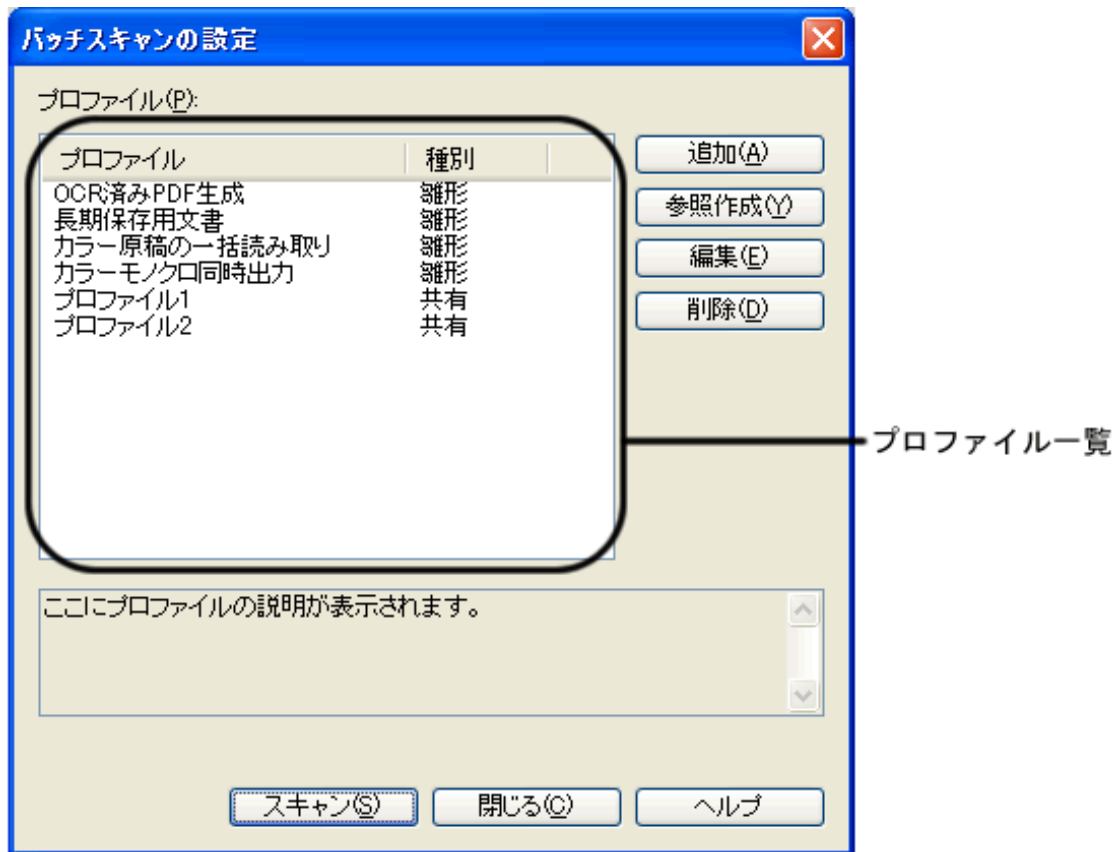 バッチスキャンの設定
プロファイル(P):
プロファイル 種別
OCR済みPDF生成 雛形
長期保存用文書 雛形
カラー原稿の一括読み取り 雛形
カラーモノクロ同時出力 雛形
プロファイル1 共有
プロファイル2 共有
追加(A)
参照作成(Y)
編集(E)
削除(D)
プロファイル一覧
ここにプロファイルの説明が表示されます。
スキャン(S) 閉じる(C) ヘルプ